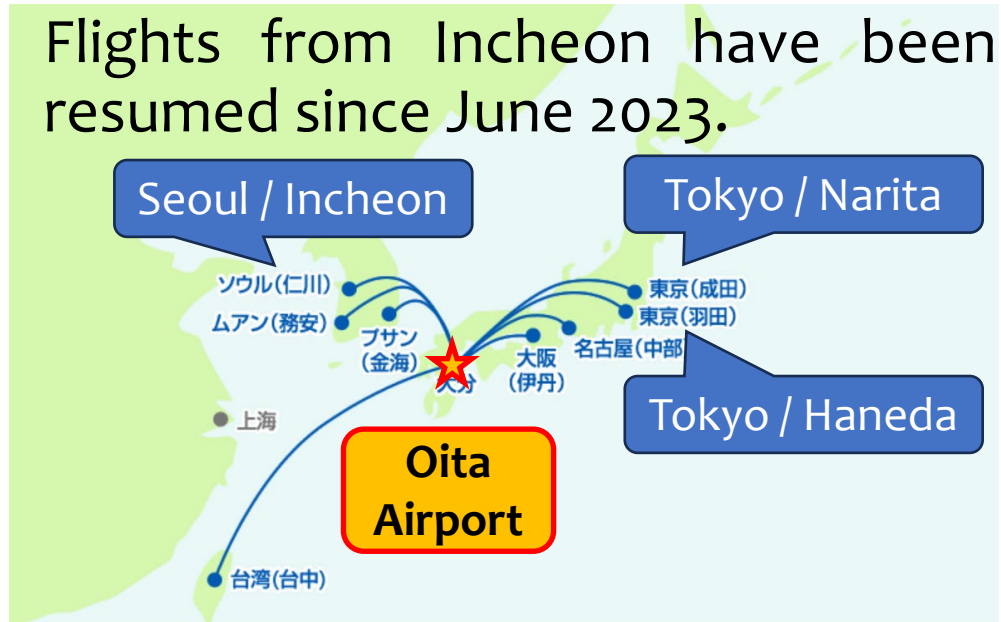 Flights from Incheon have been
resumed since June 2023.
Seoul / Incheon
Tokyo / Narita
ソウル(仁川)
東京(成田)
ムアン(務安)
東京(羽田)
プサン
(金海)
名古屋(中部
大阪
(伊丹)
大分
上海
Tokyo / Haneda
Oita
Airport
台湾(台中)